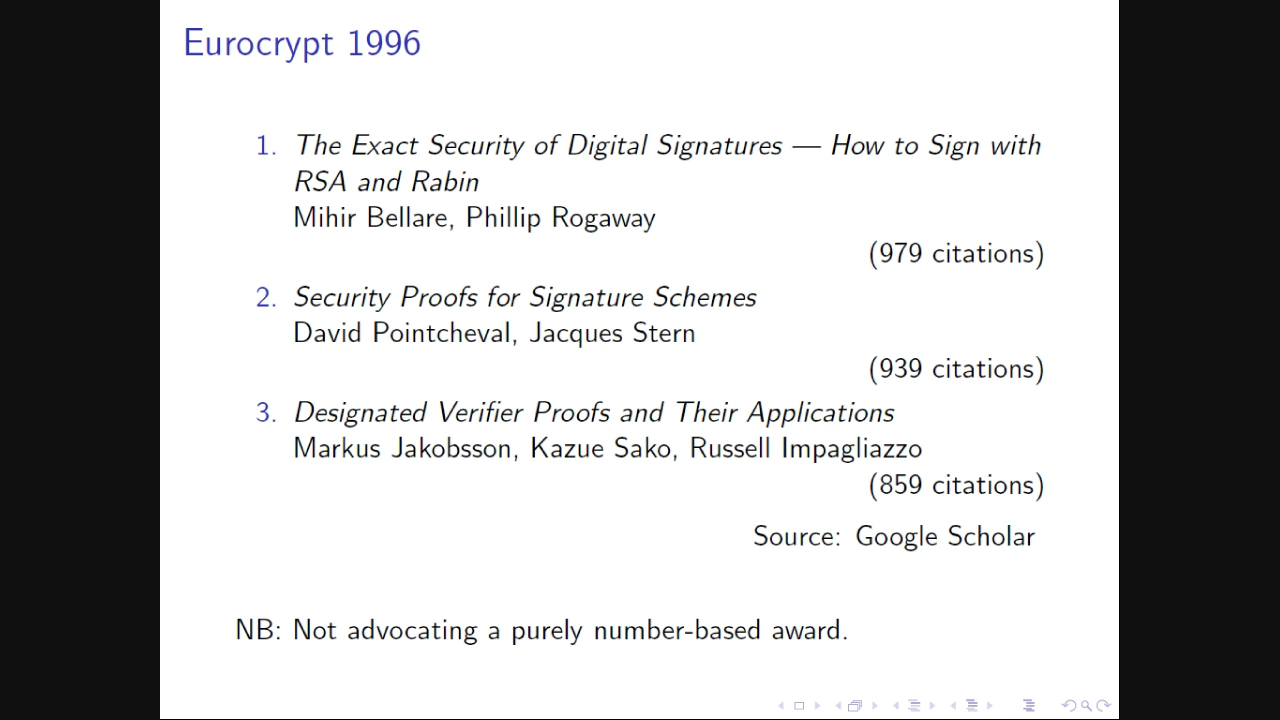 Eurocrypt 1996
1. The Exact Security of Digital Signatures — How to Sign with
RSA and Rabin
Mihir Bellare, Phillip Rogaway
(979 citations)
2. Security Proofs for Signature Schemes
David Pointcheval, Jacques Stern
(939 citations)
3. Designated Verifier Proofs and Their Applications
Markus Jakobsson, Kazue Sako, Russell Impagliazzo
(859 citations)
Source: Google Scholar
NB: Not advocating a purely number-based award.